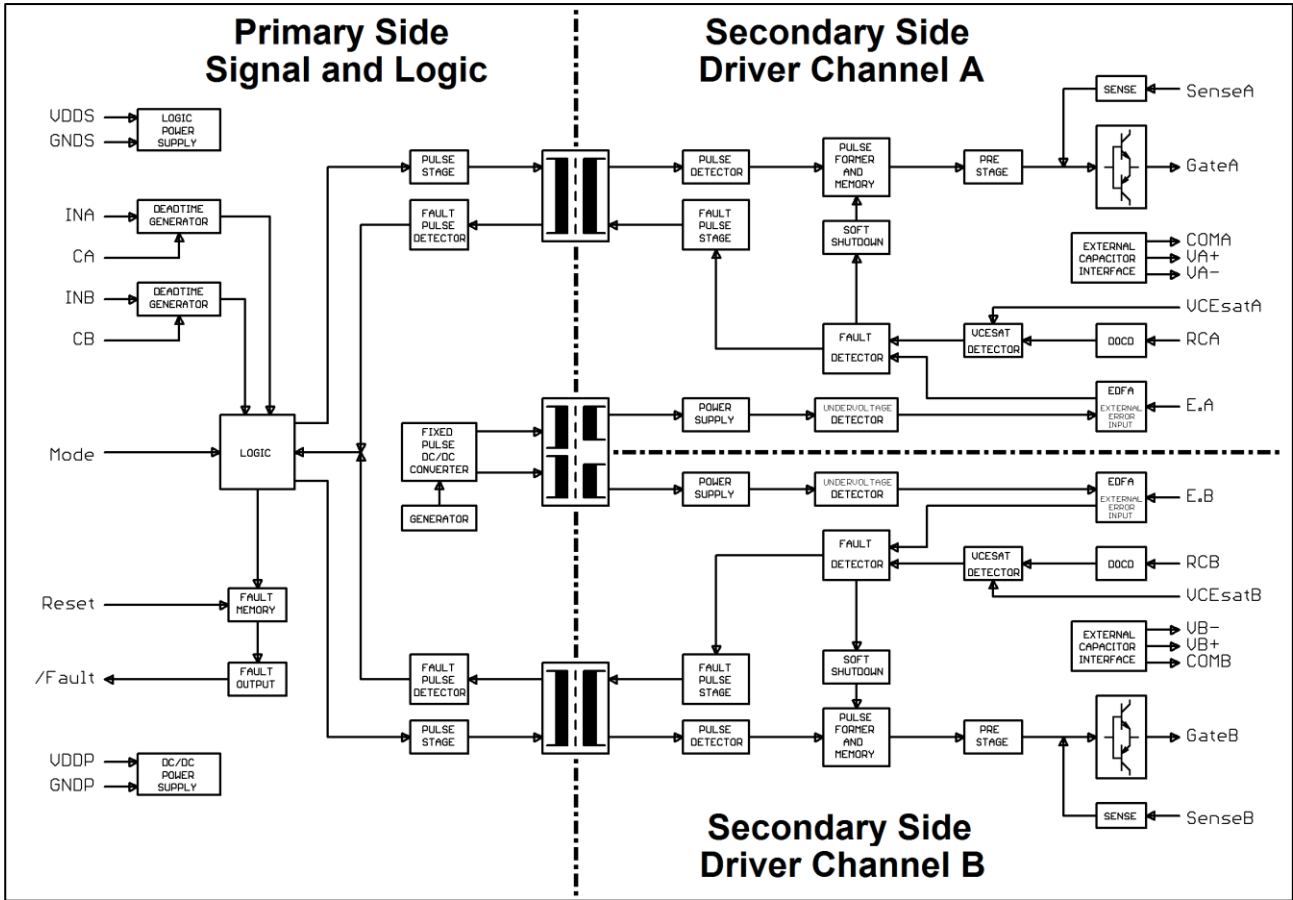 Primary Side
Signal and Logic
Secondary Side
Driver Channel A
VDDS
GNDS
LOGIC
POWER
SUPPLY
INA
CA
DEADTIME
GENERATOR
INB
CB
DEADTIME
GENERATOR
Mode
LOGIC
Reset
FAULT
MEMORY
/Fault
FAULT
OUTPUT
VDDP
GNDP
DC/DC
POWER
SUPPLY
PULSE
STAGE
FAULT
PULSE
DETECTOR
FIXED
PULSE
DC/DC
CONVERTER
GENERATOR
FAULT
PULSE
DETECTOR
PULSE
STAGE
PULSE
DETECTOR
PULSE
FORMER
AND
MEMORY
PRE
STAGE
SENSE
SenseA
GateA
FAULT
PULSE
STAGE
SOFT
SHUTDOWN
EXTERNAL
CAPACITOR
INTERFACE
COMA
VA+
VA-
VCEsatA
FAULT
DETECTOR
VCESAT
DETECTOR
DOCD
RCA
POWER
SUPPLY
UNDERVOLTAGE
DETECTOR
EDFA
EXTERNAL
ERROR
INPUT
E.A
POWER
SUPPLY
UNDERVOLTAGE
DETECTOR
EDFA
EXTERNAL
ERROR
INPUT
E.B
FAULT
DETECTOR
VCESAT
DETECTOR
DOCD
RCB
VCEsatB
FAULT
PULSE
STAGE
SOFT
SHUTDOWN
EXTERNAL
CAPACITOR
INTERFACE
VB-
VB+
COMB
PULSE
DETECTOR
PULSE
FORMER
AND
MEMORY
PRE
STAGE
GateB
SENSE
SenseB
Secondary Side
Driver Channel B